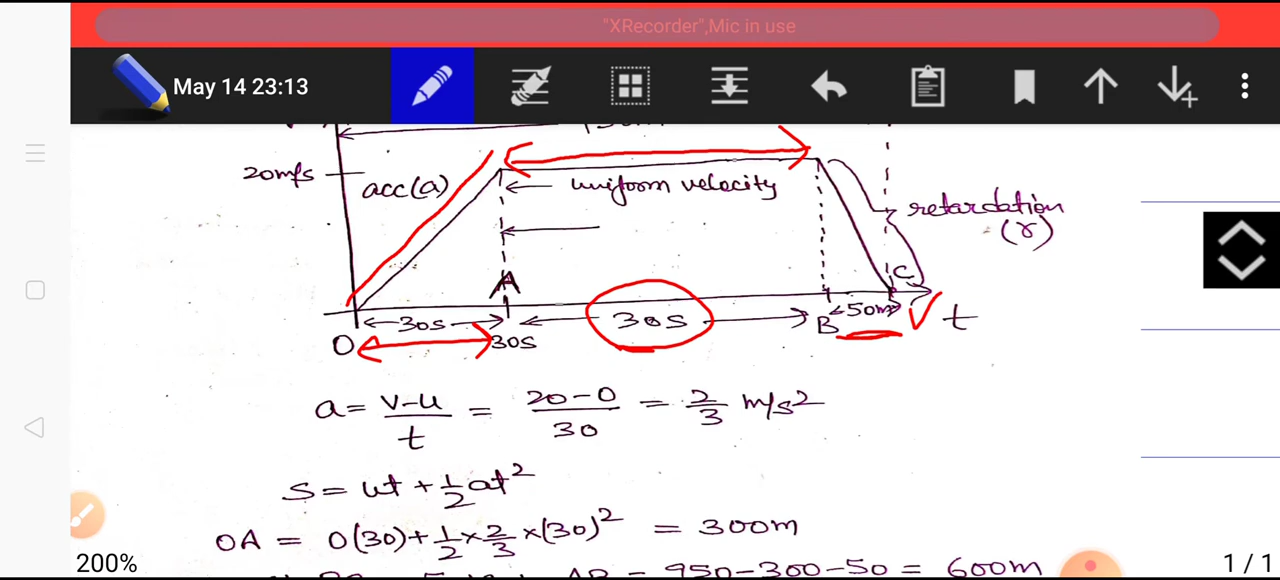 "XRecorder",Mic in use
May 14 23:13
20m/s
acc(a)
uniform velocity
retardation
(r)
A
C
30s
30s
B
50m
t
O
30s
a = v-u/t = 20-0/30 = 2/3 m/s2
S = ut + 1/2 at2
OA = 0(30)+1/2×2/3×(30)2 = 300m
950-300-50 = 600m
200%
1/1